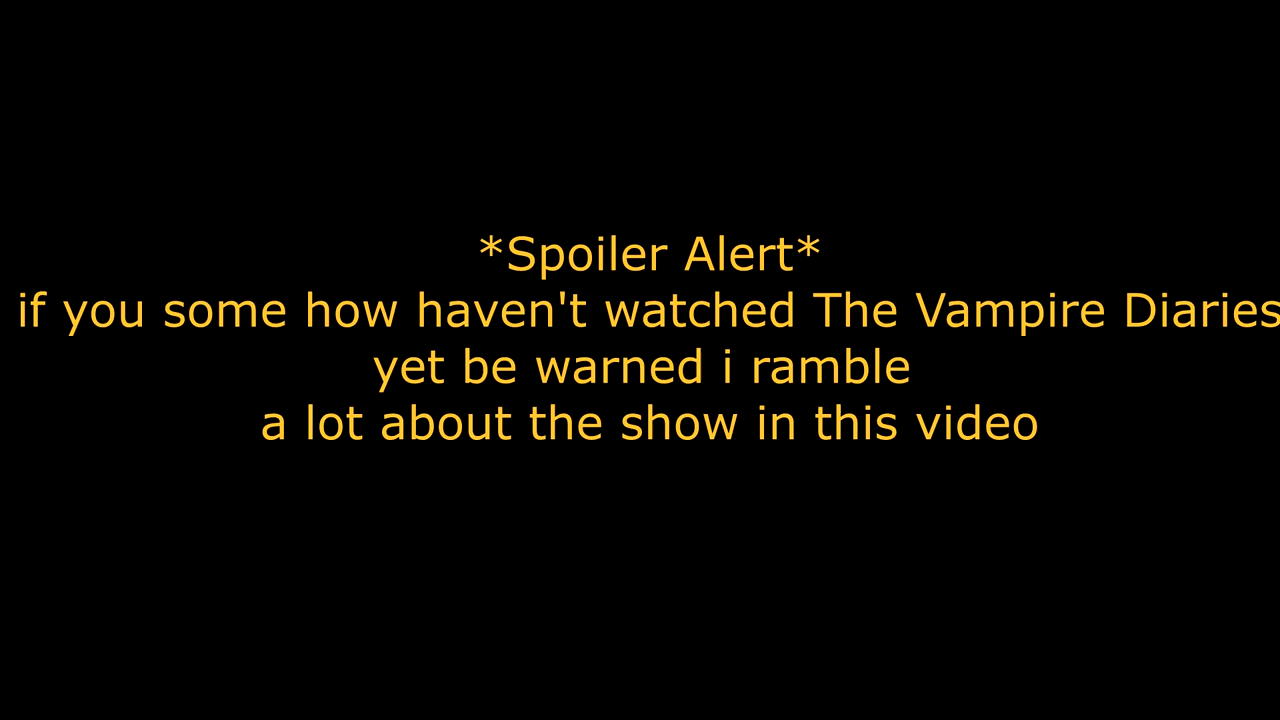 *Spoiler Alert*
if you some how haven't watched The Vampire Diaries
yet be warned i ramble
a lot about the show in this video